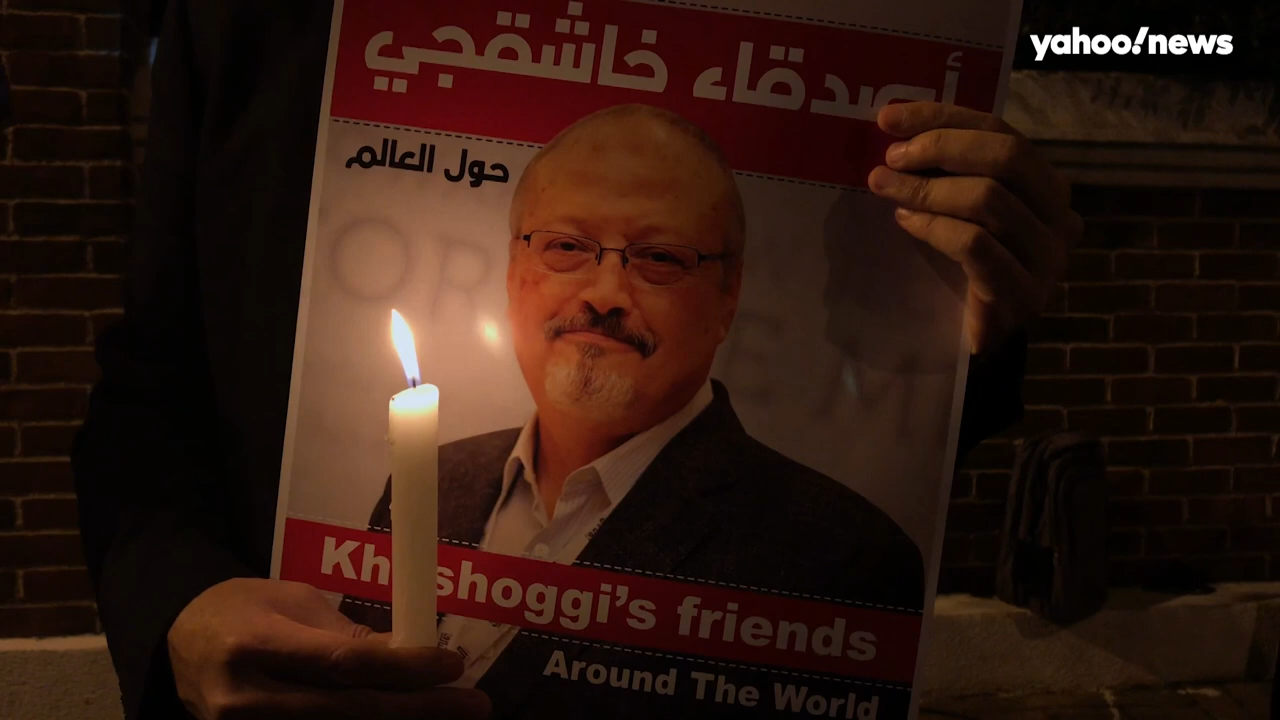 yahoo!news
أصدقاء خاشقجي
حول العالم
Khashoggi's friends
Around The World